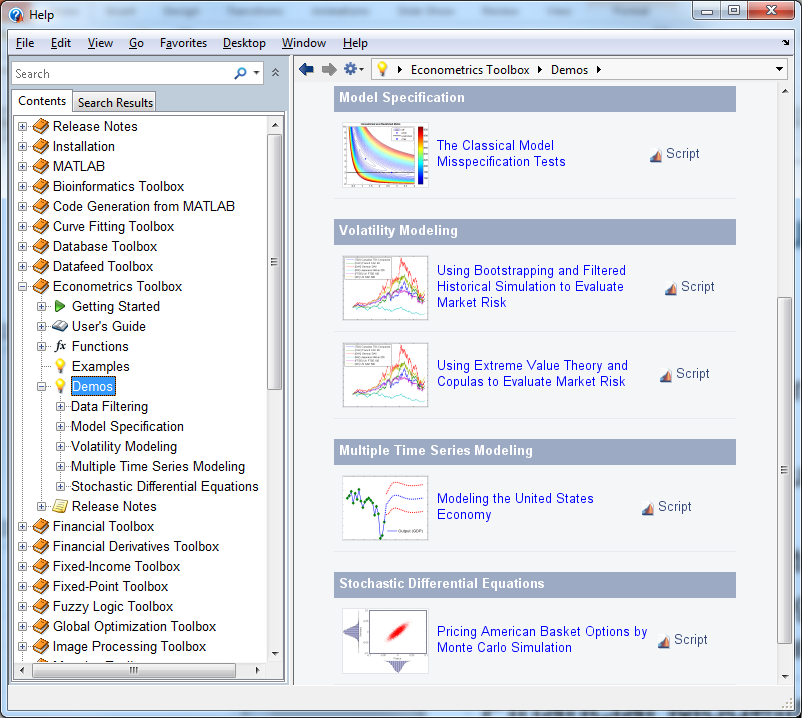 Help
File Edit View Go Favorites Desktop Window Help
Search
Contents Search Results
Release Notes
Installation
MATLAB
Bioinformatics Toolbox
Code Generation from MATLAB
Curve Fitting Toolbox
Database Toolbox
Datafeed Toolbox
Econometrics Toolbox
Getting Started
User's Guide
fx Functions
Examples
Demos
Data Filtering
Model Specification
Volatility Modeling
Multiple Time Series Modeling
Stochastic Differential Equations
Release Notes
Financial Toolbox
Financial Derivatives Toolbox
Fixed-Income Toolbox
Fixed-Point Toolbox
Fuzzy Logic Toolbox
Global Optimization Toolbox
Image Processing Toolbox
Econometrics Toolbox Demos
Model Specification
The Classical Model
Misspecification Tests
Script
Volatility Modeling
Using Bootstrapping and Filtered
Historical Simulation to Evaluate
Market Risk
Script
Using Extreme Value Theory and
Copulas to Evaluate Market Risk
Script
Multiple Time Series Modeling
Output (GDP)
Modeling the United States
Economy
Script
Stochastic Differential Equations
Pricing American Basket Options by
Monte Carlo Simulation
Script